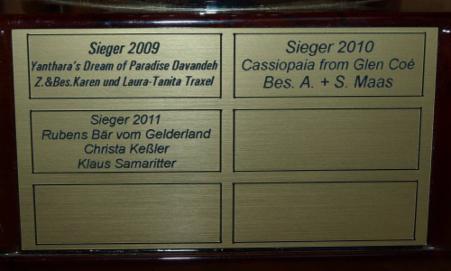 Sieger 2009
Yanthara's Dream of Paradise Davandeh
Z.&Bes.Karen und Laura-Tanita Traxel
Sieger 2010
Cassiopaia from Glen Coé
Bes. A. + S. Maas
Sieger 2011
Rubens Bär vom Gelderland
Christa Keßler
Klaus Samaritter